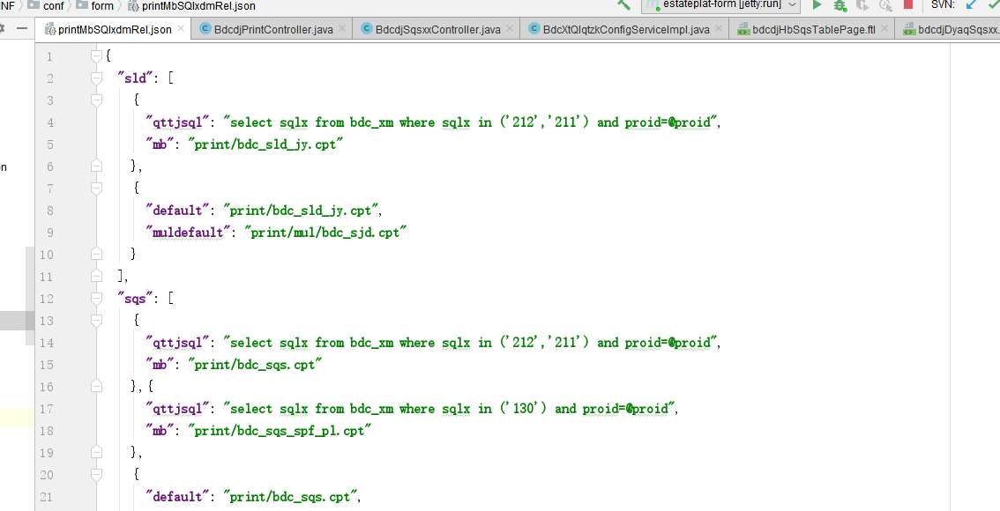 NF conf form printMbSQlxdmRel.json estateplat-form [jetty:run] SVN:
printMbSQlxdmRel.json BdcdjPrintController.java BdcdjSqsxxController.java BdcXtQlqtzkConfigServiceImpl.java bdcdjHbSqsTablePage.ftl bdcdjDyaqSqsxx.
1 {
2 "sld": [
3 {
4 "qttjsql": "select sqlx from bdc_xm where sqlx in ('212','211') and proid=@proid",
5 "mb": "print/bdc_sld_jy.cpt"
6 },
7 {
8 "default": "print/bdc_sld_jy.cpt",
9 "muldefault": "print/mul/bdc_sjd.cpt"
10 }
11 ],
12 "sqs": [
13 {
14 "qttjsql": "select sqlx from bdc_xm where sqlx in ('212','211') and proid=@proid",
15 "mb": "print/bdc_sqs.cpt"
16 },{
17 "qttjsql": "select sqlx from bdc_xm where sqlx in ('130') and proid=@proid",
18 "mb": "print/bdc_sqs_spf_pl.cpt"
19 },
20 {
21 "default": "print/bdc_sqs.cpt",